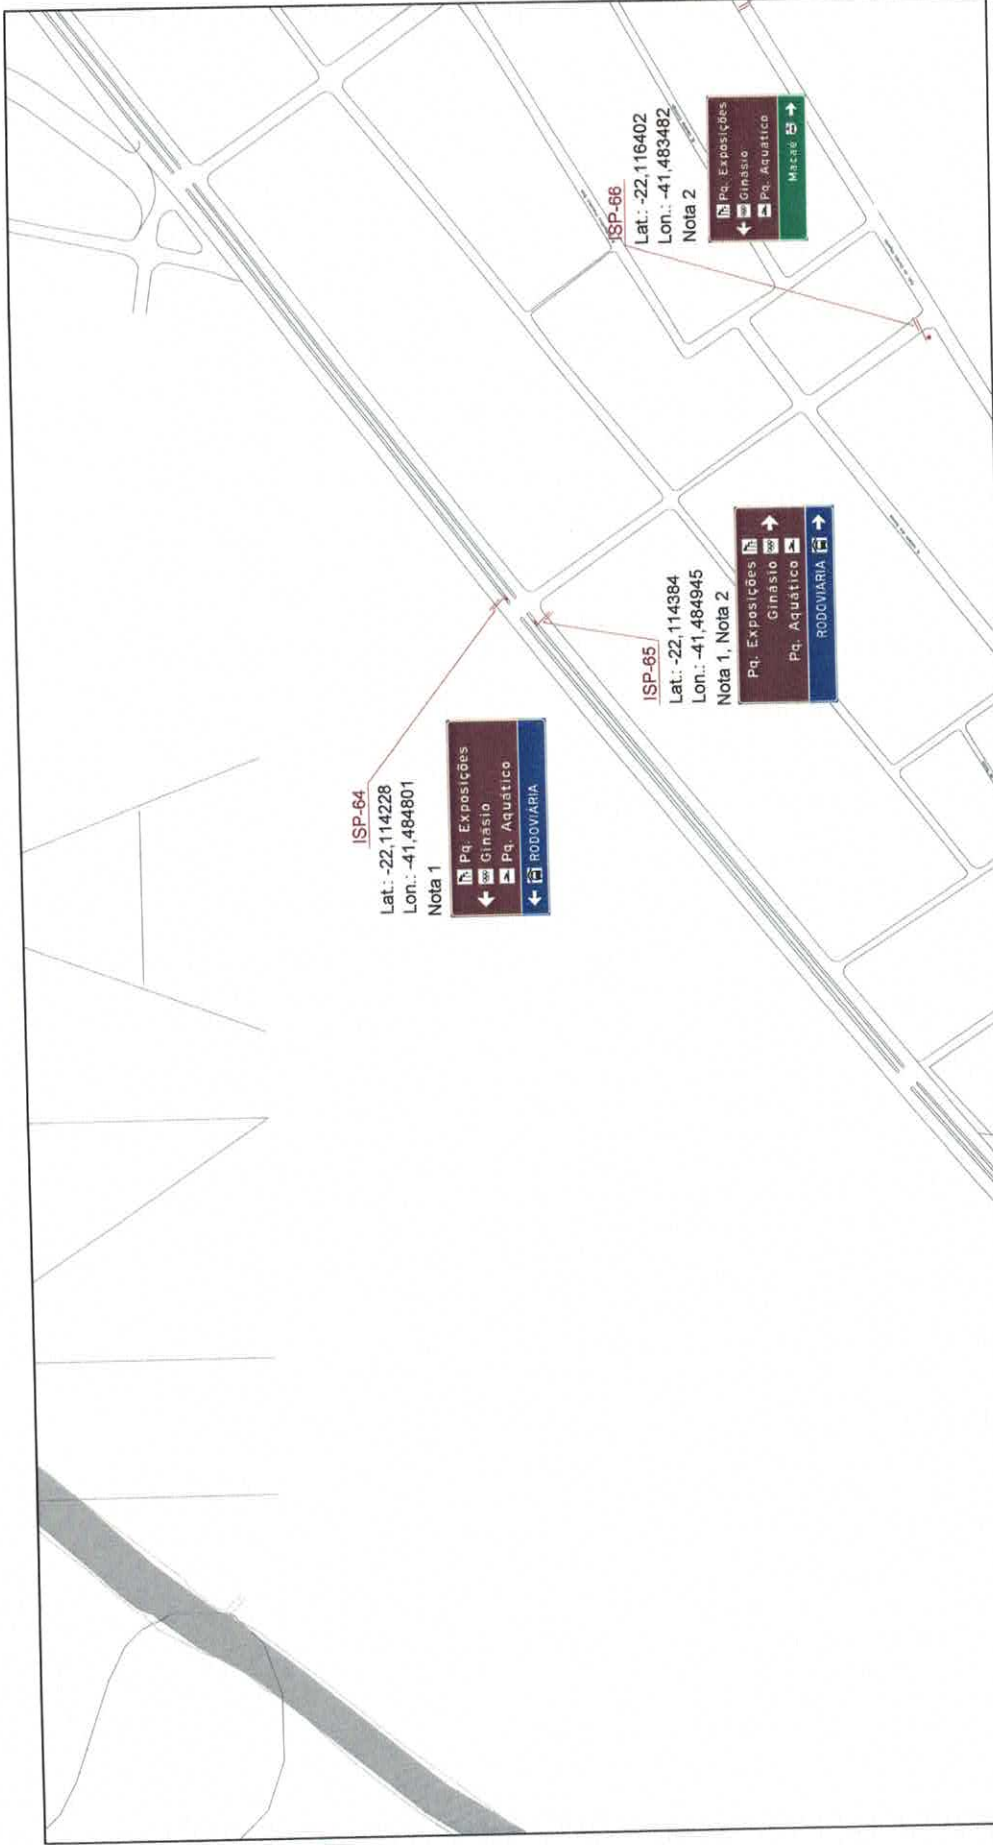 ISP-64
Lat.: -22,114228
Lon.: -41,484801
Nota 1
Pq. Exposições
Ginásio
Pq. Aquático
RODOVIÁRIA
ISP-65
Lat.: -22,114384
Lon.: -41,484945
Nota 1, Nota 2
Pq. Exposições
Ginásio
Pq. Aquático
RODOVIARIA
ISP-66
Lat.: -22,116402
Lon.: -41,483482
Nota 2
Pq. Exposições
Ginásio
Pq. Aquático
Macaé